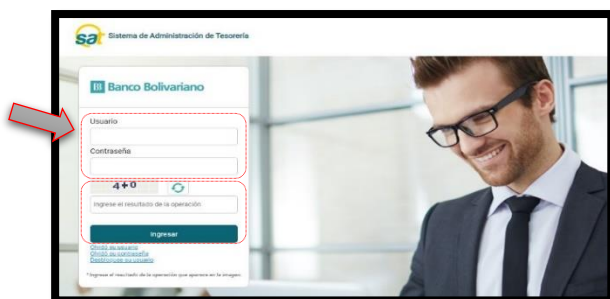 sat Sistema de Administración de Tesorería
BB Banco Bolivariano
Usuario
Contraseña
4+0
Ingrese el resultado de la operación
Ingresar
Olvidó su usuario
Olvidó su contraseña
Desbloquee su usuario
* Ingrese el resultado de la operación que aparece en la imagen